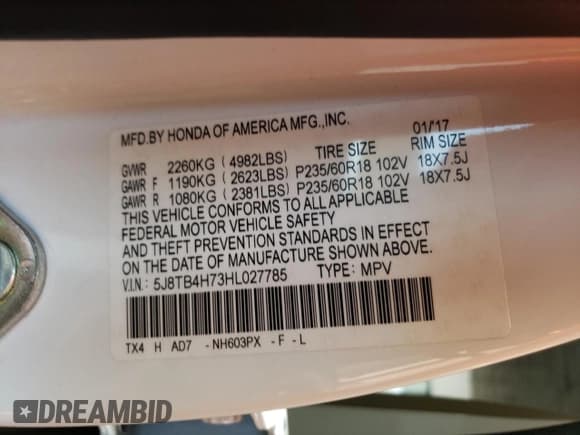 MFD.BY HONDA OF AMERICA MFG.,INC. 01/'17
GVWR 2260KG ( 4982LBS) TIRE SIZE RIM SIZE
GAWR F 1190KG ( 2623LBS) P235/60R18 102V 18X7.5J
GAWR R 1080KG ( 2381LBS) P235/60R18 102V 18X7.5J
THIS VEHICLE CONFORMS TO ALL APPLICABLE
FEDERAL MOTOR VEHICLE SAFETY
AND THEFT PREVENTION STANDARDS IN EFFECT
ON THE DATE OF MANUFACTURE SHOWN ABOVE.
V.I.N.: 5J8TB4H73HL027785 TYPE: MPV
TX4 H AD7 -NH603PX -F -L
DREAMBID